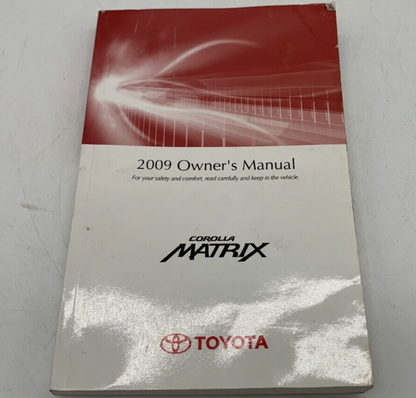 2009 Owner's Manual
For your safety and comfort, read carefully and keep in the vehicle.
COROLLA
MATRIX
TOYOTA